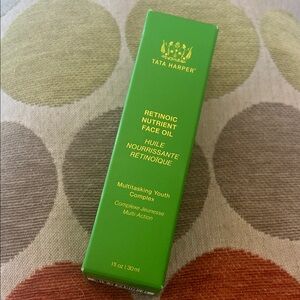 TATA HARPER®
RETINOIC
NUTRIENT
FACE OIL
HUILE
NOURRISSANTE
RÉTINOÏQUE
Multitasking Youth
Complex
Complexe Jeunesse
Multi-Action
1 fl oz | 30 ml